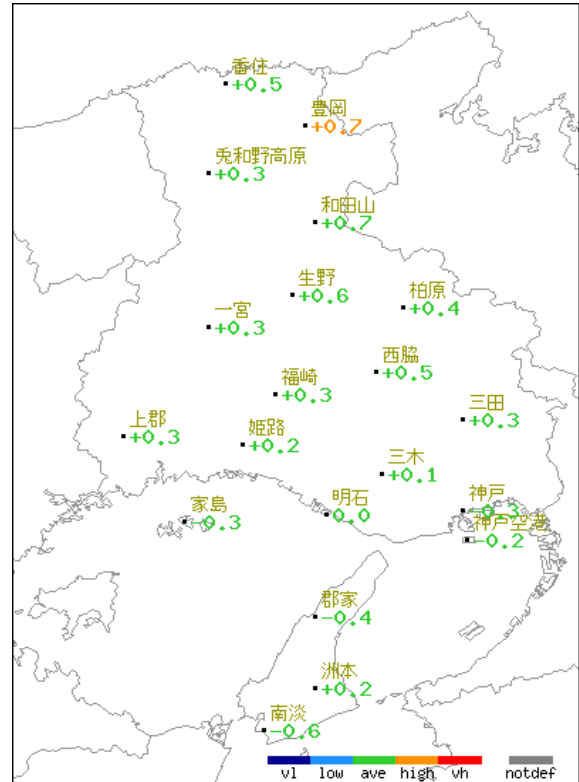 香住
+0.5
豊岡
+0.7
兎和野高原
+0.3
和田山
+0.7
生野
+0.6
柏原
+0.4
一宮
+0.3
西脇
+0.5
福崎
+0.3
三田
+0.3
上郡
+0.3
姫路
+0.2
三木
+0.1
家島
-0.3
明石
0.0
神戸
-0.3
神戸空港
-0.2
郡家
-0.4
洲本
+0.2
南淡
-0.6
vl low ave high vh notdef